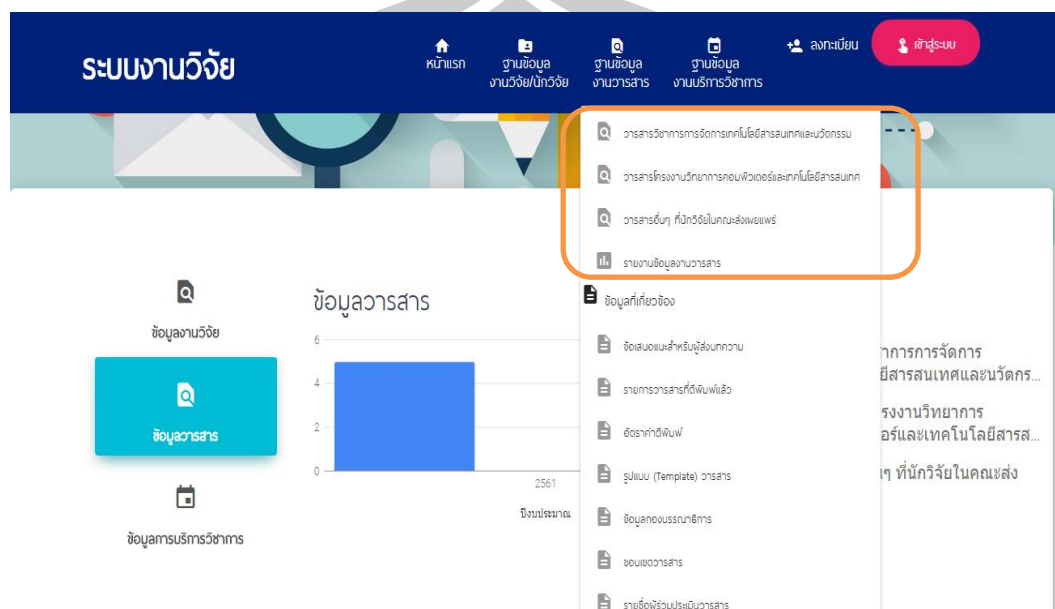 ระบบงานวิจัย
หน้าแรก
ฐานข้อมูล
งานวิจัย/นักวิจัย
ฐานข้อมูล
งานวารสาร
ฐานข้อมูล
งานบริการวิชาการ
ลงทะเบียน
เข้าสู่ระบบ
วารสารวิชาการการจัดการเทคโนโลยีสารสนเทศและนวัตกรรม
วารสารโครงงานวิทยาการคอมพิวเตอร์และเทคโนโลยีสารสนเทศ
วารสารอื่นๆ ที่นักวิจัยในคณะส่งเผยแพร่
รายงานข้อมูลงานวารสาร
ข้อมูลที่เกี่ยวข้อง
ข้อเสนอแนะสำหรับผู้ส่งบทความ
รายการวารสารที่ตีพิมพ์แล้ว
อัตราค่าตีพิมพ์
รูปแบบ (Template) วารสาร
ข้อมูลกองบรรณาธิการ
ขอบเขตวารสาร
รายชื่อผู้ร่วมประเมินวารสาร
ข้อมูลงานวิจัย
ข้อมูลวารสาร
ข้อมูลการบริการวิชาการ
ข้อมูลวารสาร
6
4
2
0
2561
ปีงบประมาณ
าการการจัดการ
ยีสารสนเทศและนวัตกร...
รงงานวิทยาการ
อร์และเทคโนโลยีสารส...
ๆ ที่นักวิจัยในคณะส่ง